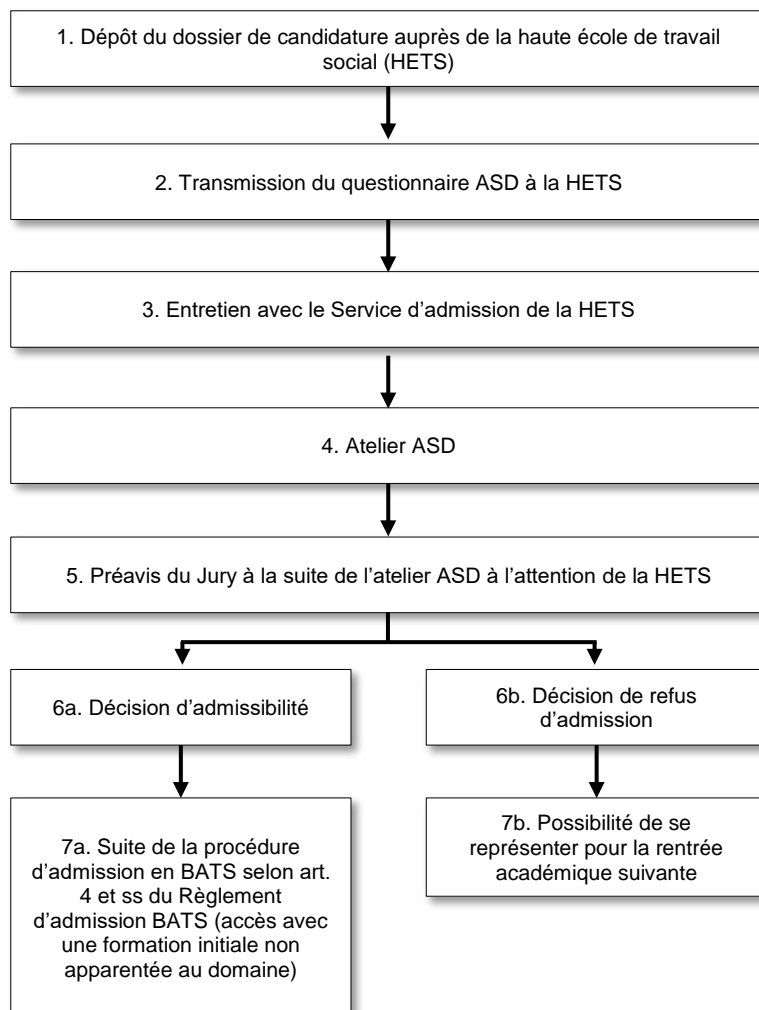 1. Dépôt du dossier de candidature auprès de la haute école de travail
social (HETS)
2. Transmission du questionnaire ASD à la HETS
3. Entretien avec le Service d'admission de la HETS
4. Atelier ASD
5. Préavis du Jury à la suite de l'atelier ASD à l'attention de la HETS
6a. Décision d'admissibilité
6b. Décision de refus
d'admission
7a. Suite de la procédure
d'admission en BATS selon art.
4 et ss du Règlement
d'admission BATS (accès avec
une formation initiale non
apparentée au domaine)
7b. Possibilité de se
représenter pour la rentrée
académique suivante